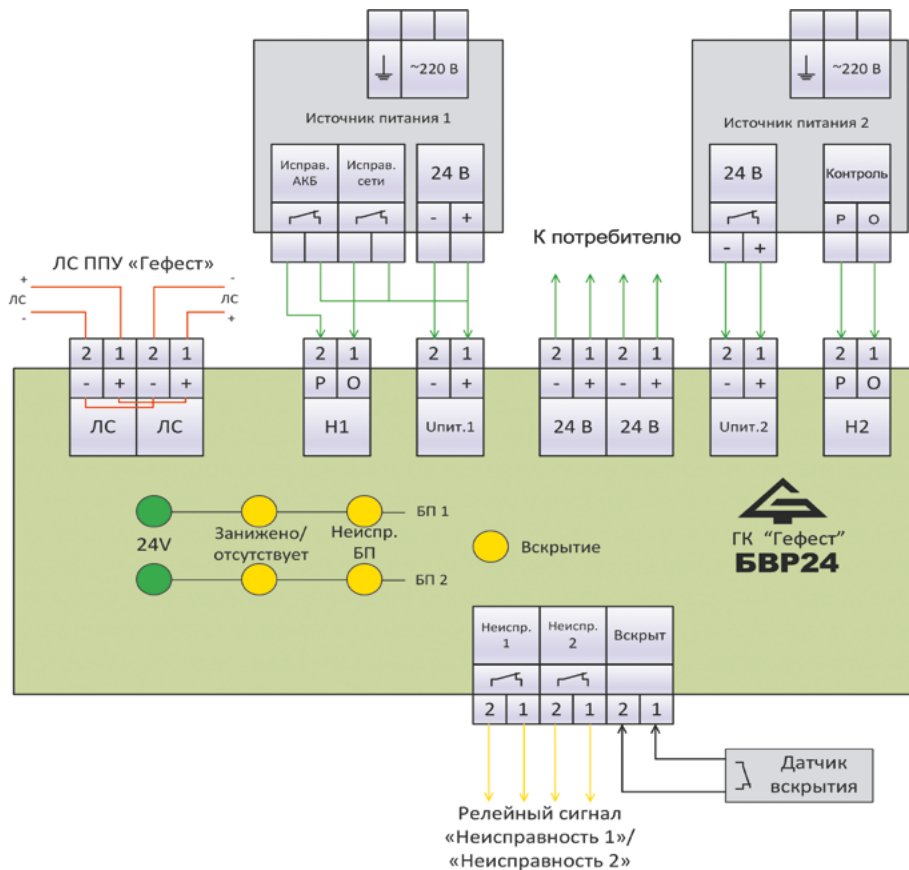 ~220 В
~220 В
Источник питания 1
Источник питания 2
Исправ.
АКБ
Исправ.
сети
24 В
24 В
Контроль
- +
Р О
К потребителю
- +
ЛС ППУ «Гефест»
+
ЛС
-
-
ЛС
+
2 1 2 1
2 1
2 1
2 1 2 1
2 1
2 1
- + - +
Р О
- +
- + - +
- +
Р О
ЛС ЛС
Н1
Uпит.1
24 В 24 В
Uпит.2
Н2
БП 1
24V
Занижено/
отсутствует
Неиспр.
БП
БП 2
Вскрытие
ГК "Гефест"
БВР24
Неиспр.
1
Неиспр.
2
Вскрыт
2 1 2 1 2 1
Датчик
вскрытия
Релейный сигнал
«Неисправность 1»/
«Неисправность 2»